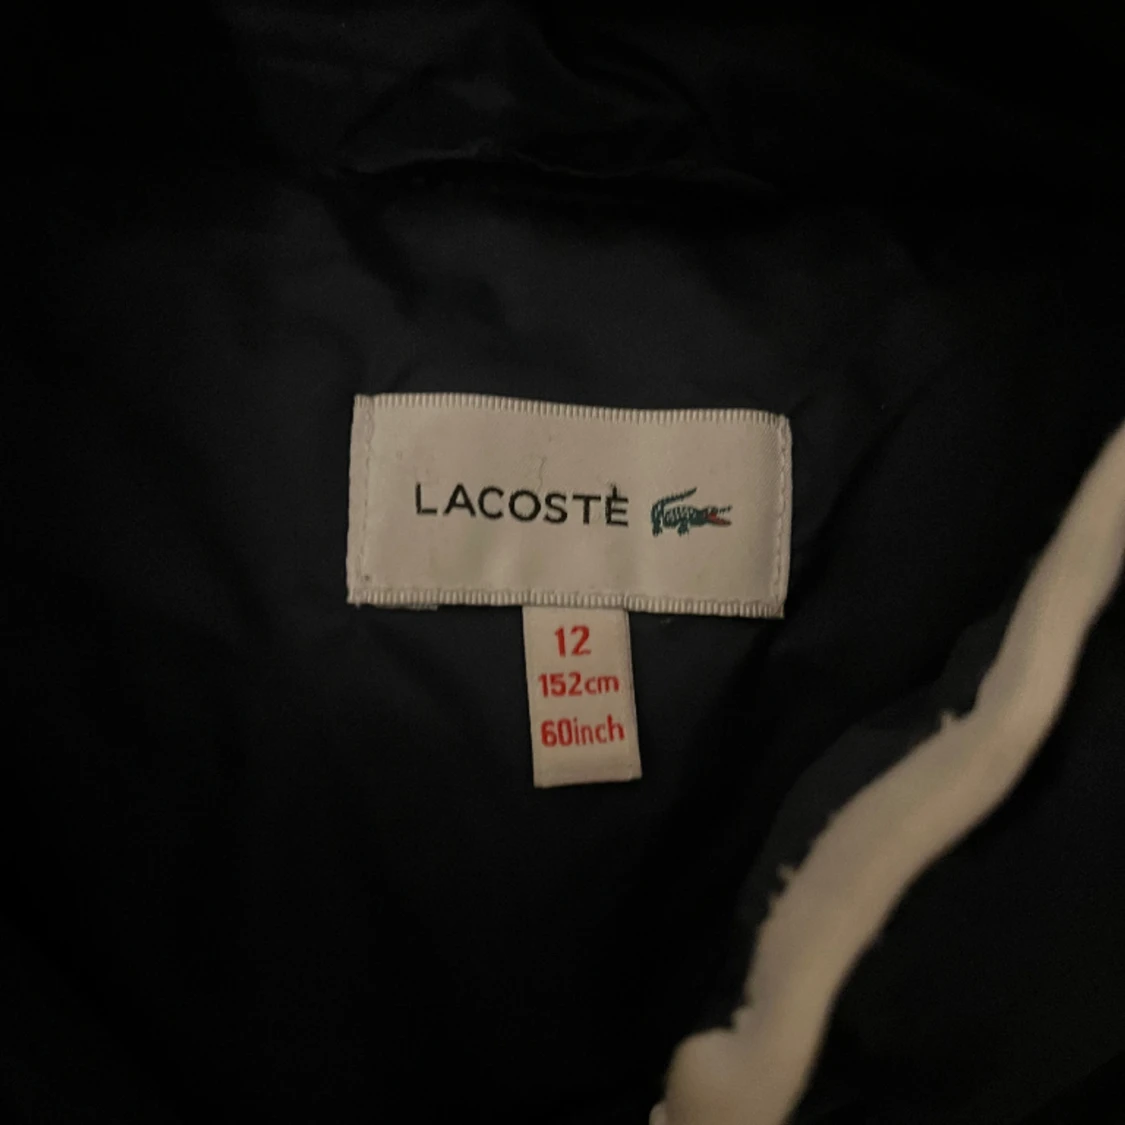 LACOSTE
12
152cm
60inch